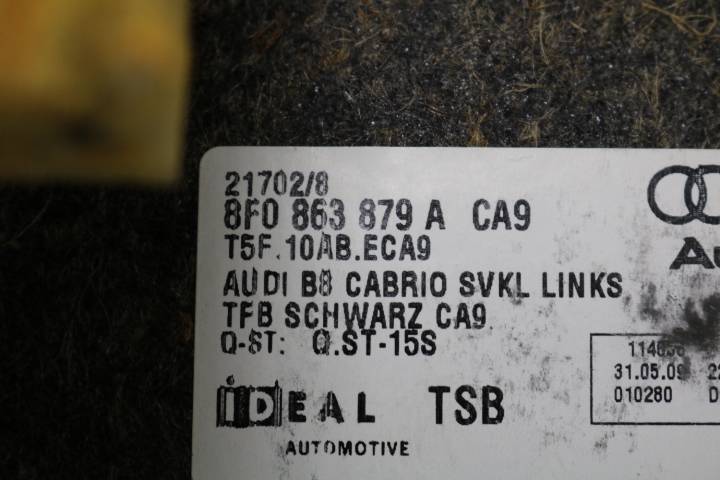 21702/8
8F0 863 879 A CA9
T5F.10AB.ECA9
AUDI B8 CABRIO SVKL LINKS
TFB SCHWARZ CA9
Q-ST: Q.ST-15S
IDEAL TSB
AUTOMOTIVE
31.05.09
010280